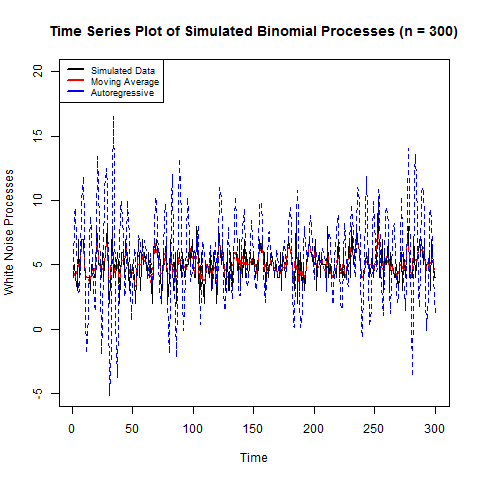 Time Series Plot of Simulated Binomial Processes (n = 300)
Simulated Data
Moving Average
Autoregressive
White Noise Processes
20
15
10
5
0
-5
0 50 100 150 200 250 300
Time